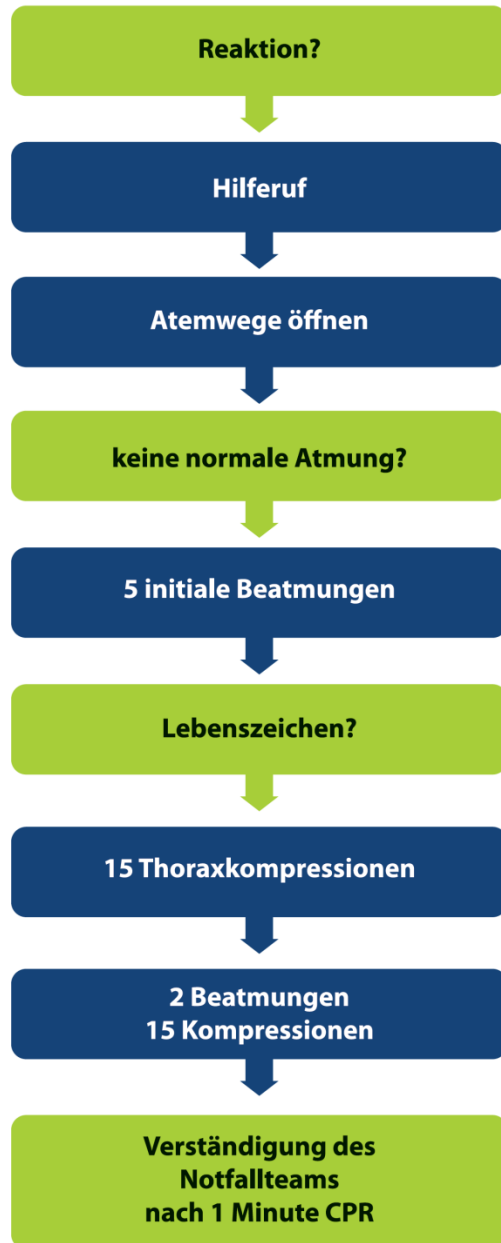 Reaktion?
Hilferuf
Atemwege öffnen
keine normale Atmung?
5 initiale Beatmungen
Lebenszeichen?
15 Thoraxkompressionen
2 Beatmungen
15 Kompressionen
Verständigung des
Notfallteams
nach 1 Minute CPR